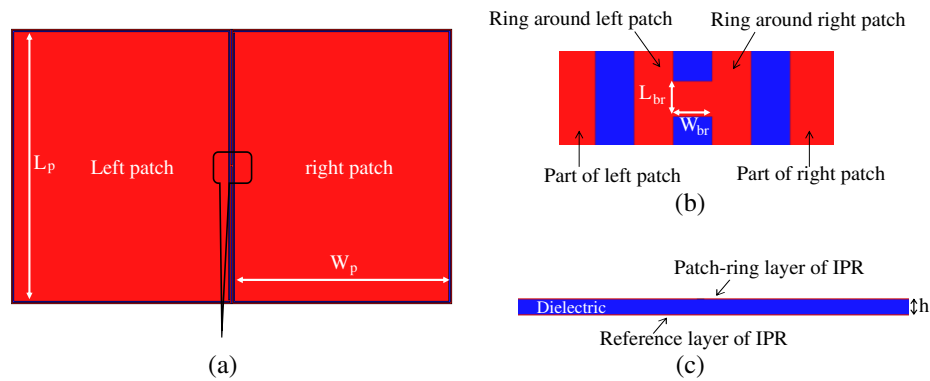 Lp
Left patch
right patch
Wp
(a)
Ring around left patch
Ring around right patch
Lbr
Wbr
Part of left patch
Part of right patch
(b)
Patch-ring layer of IPR
Dielectric
h
Reference layer of IPR
(c)